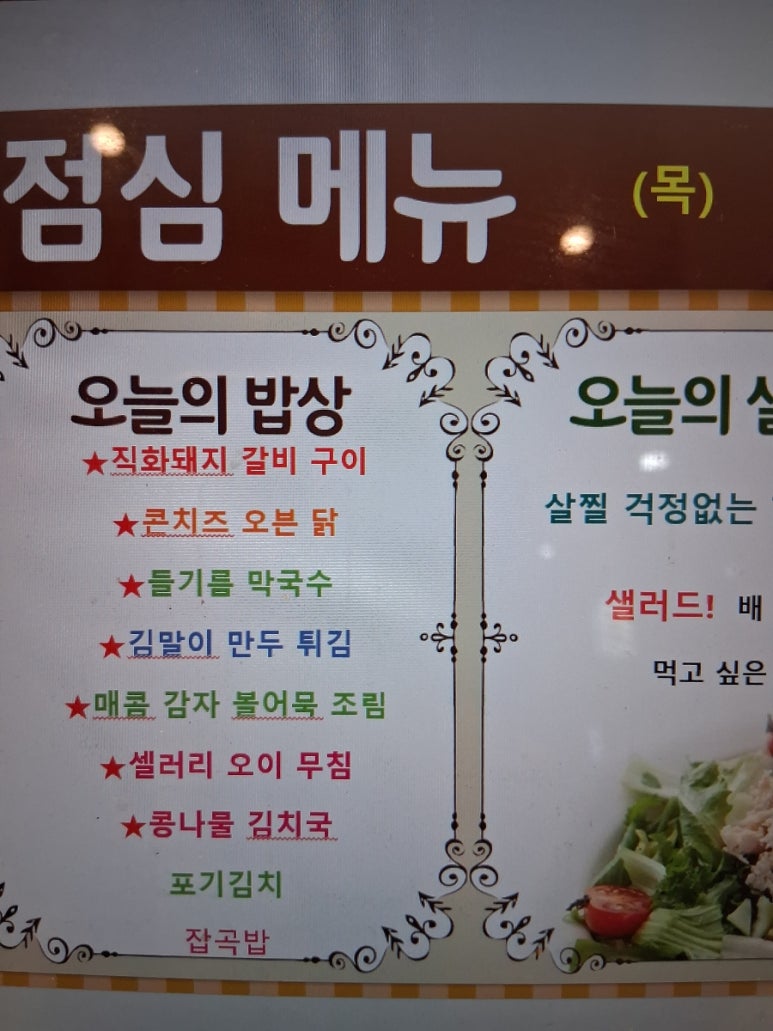 점심 메뉴 (목)
오늘의 밥상
★직화돼지 갈비 구이
★콘치즈 오븐 닭
★들기름 막국수
★김말이 만두 튀김
★매콤 감자 볼어묵 조림
★셀러리 오이 무침
★콩나물 김치국
포기김치
잡곡밥
오늘의
살찔 걱정없는
샐러드! 배
먹고 싶은